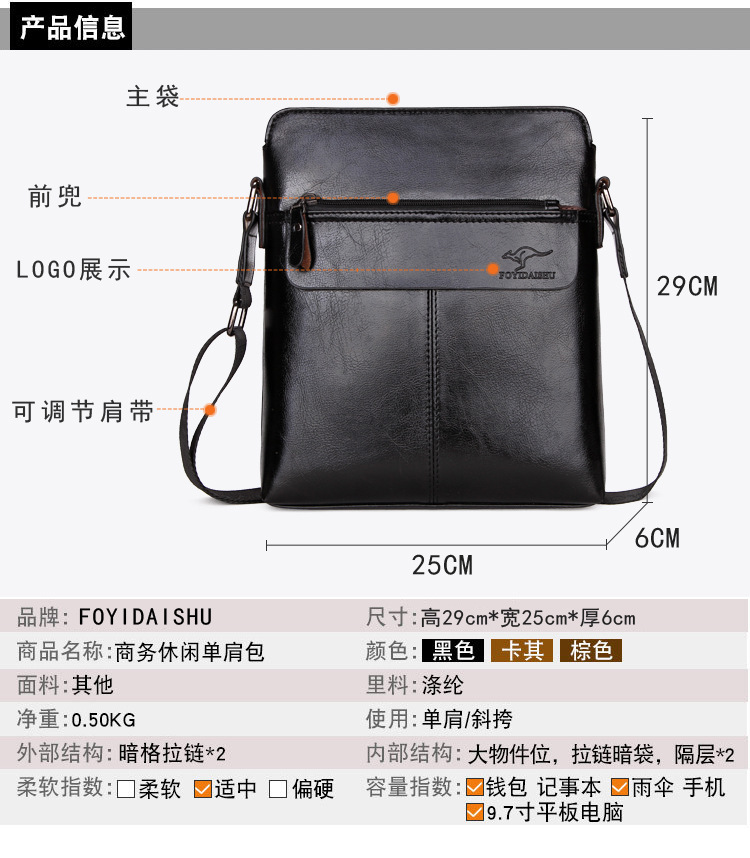 产品信息
主袋
前兜
LOGO展示
FOYIDAISHU
29CM
可调节肩带
6CM
25CM
品牌: FOYIDAISHU
尺寸:高29cm*宽25cm*厚6cm
商品名称:商务休闲单肩包
颜色: 黑色 卡其 棕色
面料:其他
里料:涤纶
净重:0.50KG
使用:单肩/斜挎
外部结构: 暗格拉链*2
内部结构: 大物件位, 拉链暗袋, 隔层*2
柔软指数: 柔软 适中 偏硬
容量指数: 钱包 记事本 雨伞 手机
9.7寸平板电脑